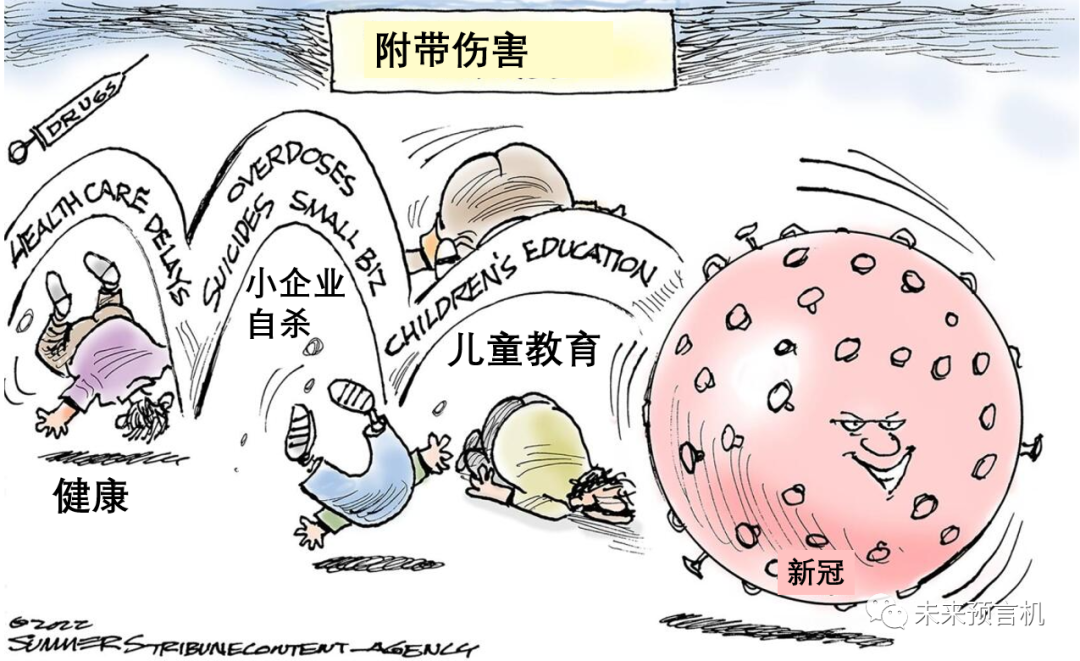 附带伤害
DRUGS
HEALTH CARE DELAYS
OVERDOSES
SUICIDES SMALL BIZ
CHILDREN'S EDUCATION
小企业
自杀
儿童教育
健康
新冠
未来预言机
©2022
SUMMERS TRIBUNE CONTENT AGENCY